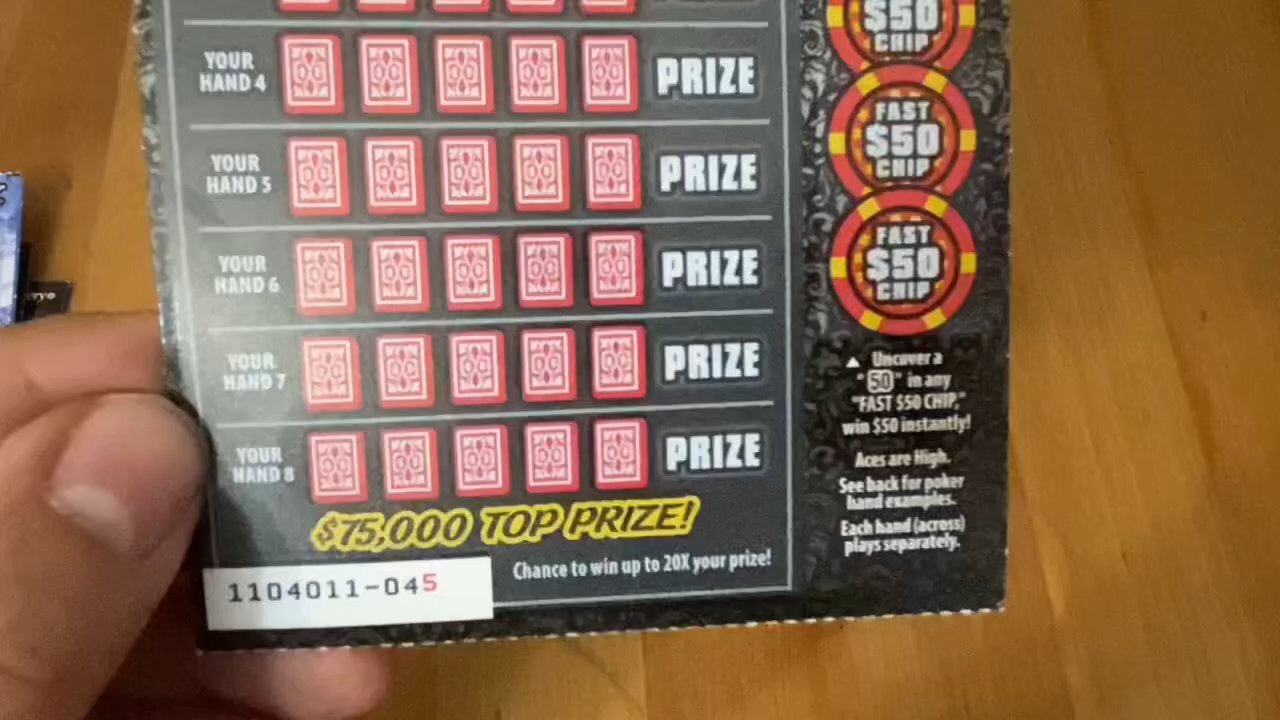 YOUR
HAND 4
PRIZE
YOUR
HAND 5
PRIZE
YOUR
HAND 6
PRIZE
YOUR
HAND 7
PRIZE
YOUR
HAND 8
PRIZE
$75,000 TOP PRIZE!
1104011-045
Chance to win up to 20X your prize!
$50
CHIP
FAST
$50
CHIP
FAST
$50
CHIP
▲ Uncover a
"50" in any
"FAST $50 CHIP,"
win $50 instantly!
Aces are High.
See back for poker
hand examples.
Each hand (across)
plays separately.